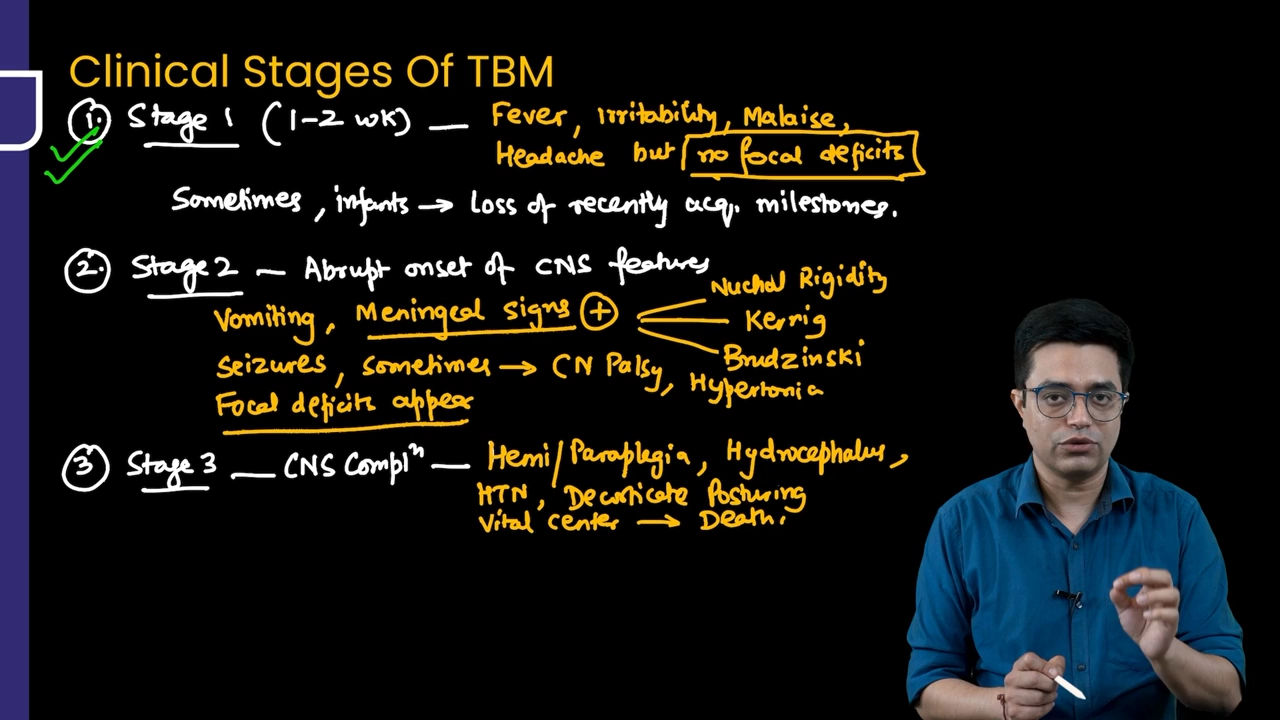 Clinical Stages Of TBM
1. Stage 1 (1-2 wk) — Fever, irritability, Malaise,
Headache but no focal deficits
Sometimes, infants → Loss of recently acq. milestones.
2. Stage 2 — Abrupt onset of CNS features
Vomiting, Meningeal signs + Nuchal Rigidity
Kernig
Brudzinski
Seizures, sometimes → CN Palsy, Hypertonia
Focal deficits appear
3 Stage 3 — CNS Complⁿ — Hemi/Paraplegia, Hydrocephalus,
HTN, Decorticate Posturing
Vital center → Death.